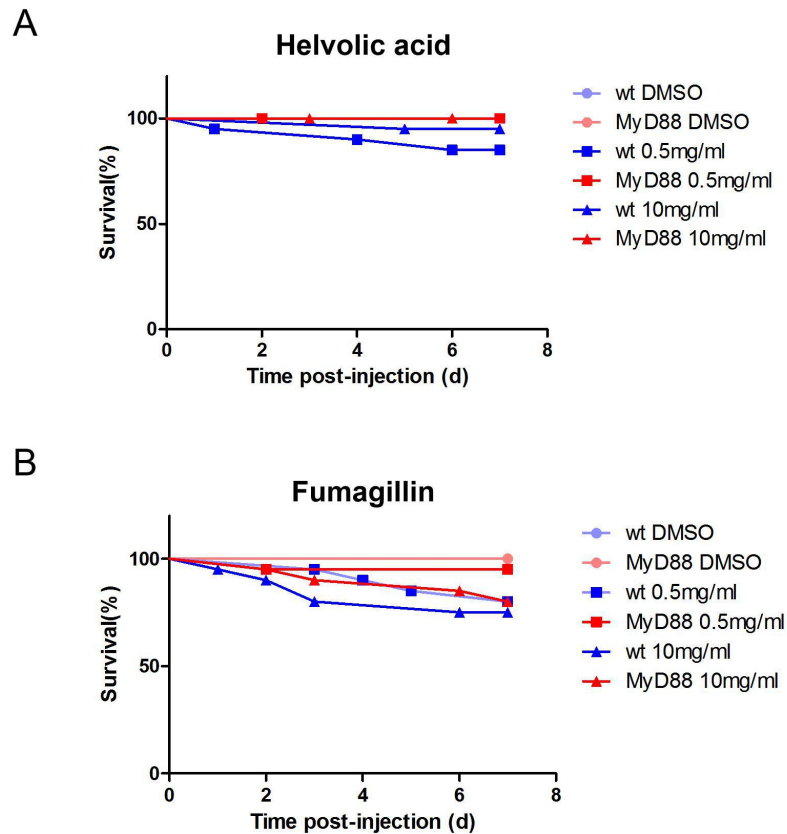 A
Helvolic acid
Survival(%)
100
50
0
0 2 4 6 8
Time post-injection (d)
wt DMSO
MyD88 DMSO
wt 0.5mg/ml
MyD88 0.5mg/ml
wt 10mg/ml
MyD88 10mg/ml
B
Fumagillin
Survival(%)
100
50
0
0 2 4 6 8
Time post-injection (d)
wt DMSO
MyD88 DMSO
wt 0.5mg/ml
MyD88 0.5mg/ml
wt 10mg/ml
MyD88 10mg/ml